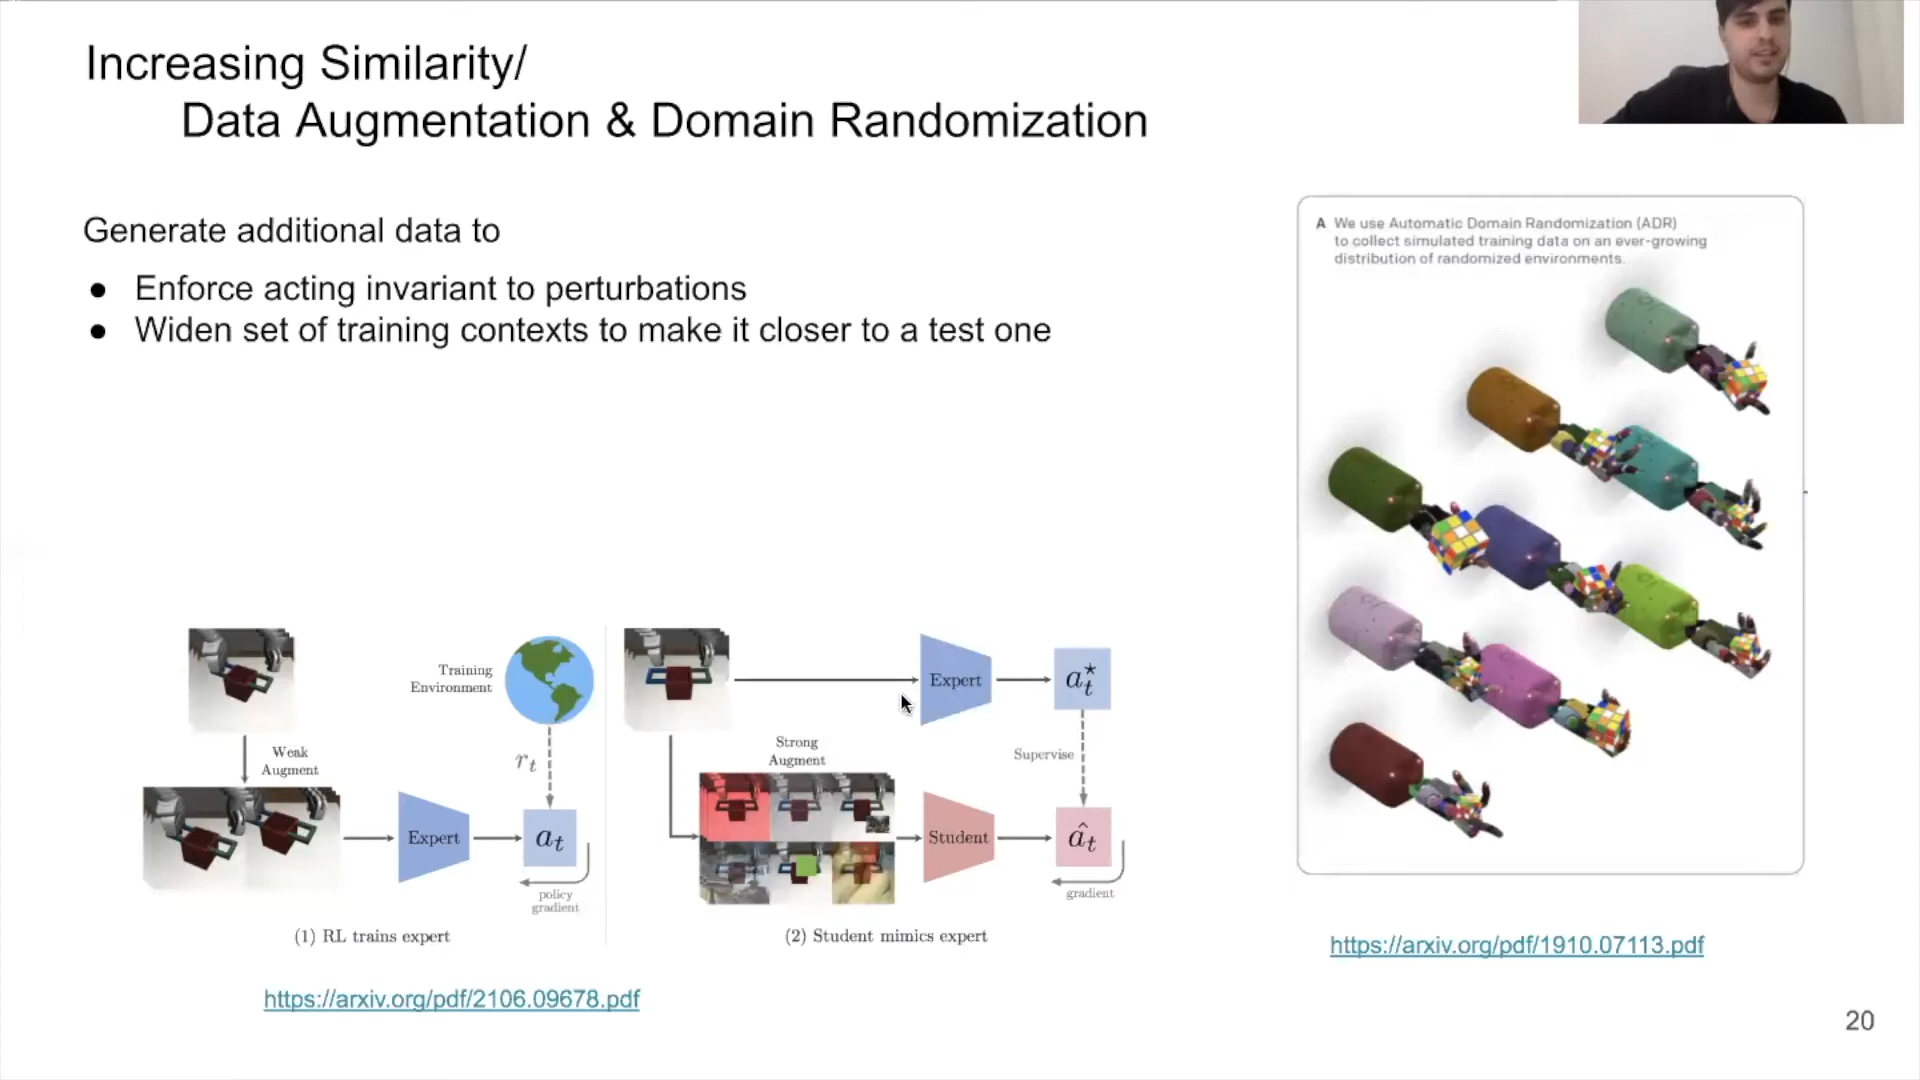 Increasing Similarity/
Data Augmentation & Domain Randomization
Generate additional data to
● Enforce acting invariant to perturbations
● Widen set of training contexts to make it closer to a test one
A We use Automatic Domain Randomization (ADR)
to collect simulated training data on an ever-growing
distribution of randomized environments.
Training
Environment
Weak
Augment
r_t
Expert
a_t
policy
gradient
(1) RL trains expert
Expert
a_t^⋆
Strong
Augment
Supervise
Student
â_t
gradient
(2) Student mimics expert
https://arxiv.org/pdf/2106.09678.pdf
https://arxiv.org/pdf/1910.07113.pdf
20